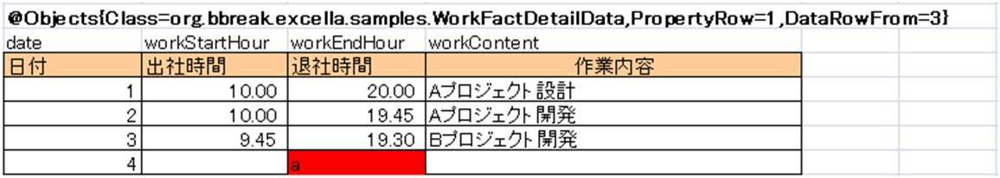 @Objects{Class=org.bbreak.excella.samples.WorkFactDetailData,PropertyRow=1,DataRowFrom=3}
date workStartHour workEndHour workContent
日付 出社時間 退社時間 作業内容
1 10.00 20.00 Aプロジェクト設計
2 10.00 19.45 Aプロジェクト開発
3 9.45 19.30 Bプロジェクト開発
4 a